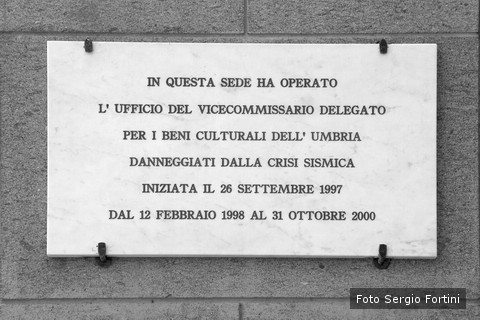 IN QUESTA SEDE HA OPERATO
L' UFFICIO DEL VICECOMMISSARIO DELEGATO
PER I BENI CULTURALI DELL' UMBRIA
DANNEGGIATI DALLA CRISI SISMICA
INIZIATA IL 26 SETTEMBRE 1997
DAL 12 FEBBRAIO 1998 AL 31 OTTOBRE 2000
Foto Sergio Fortini